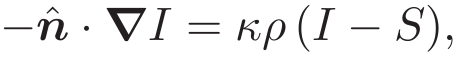 −n̂ · ∇I = κρ (I − S),